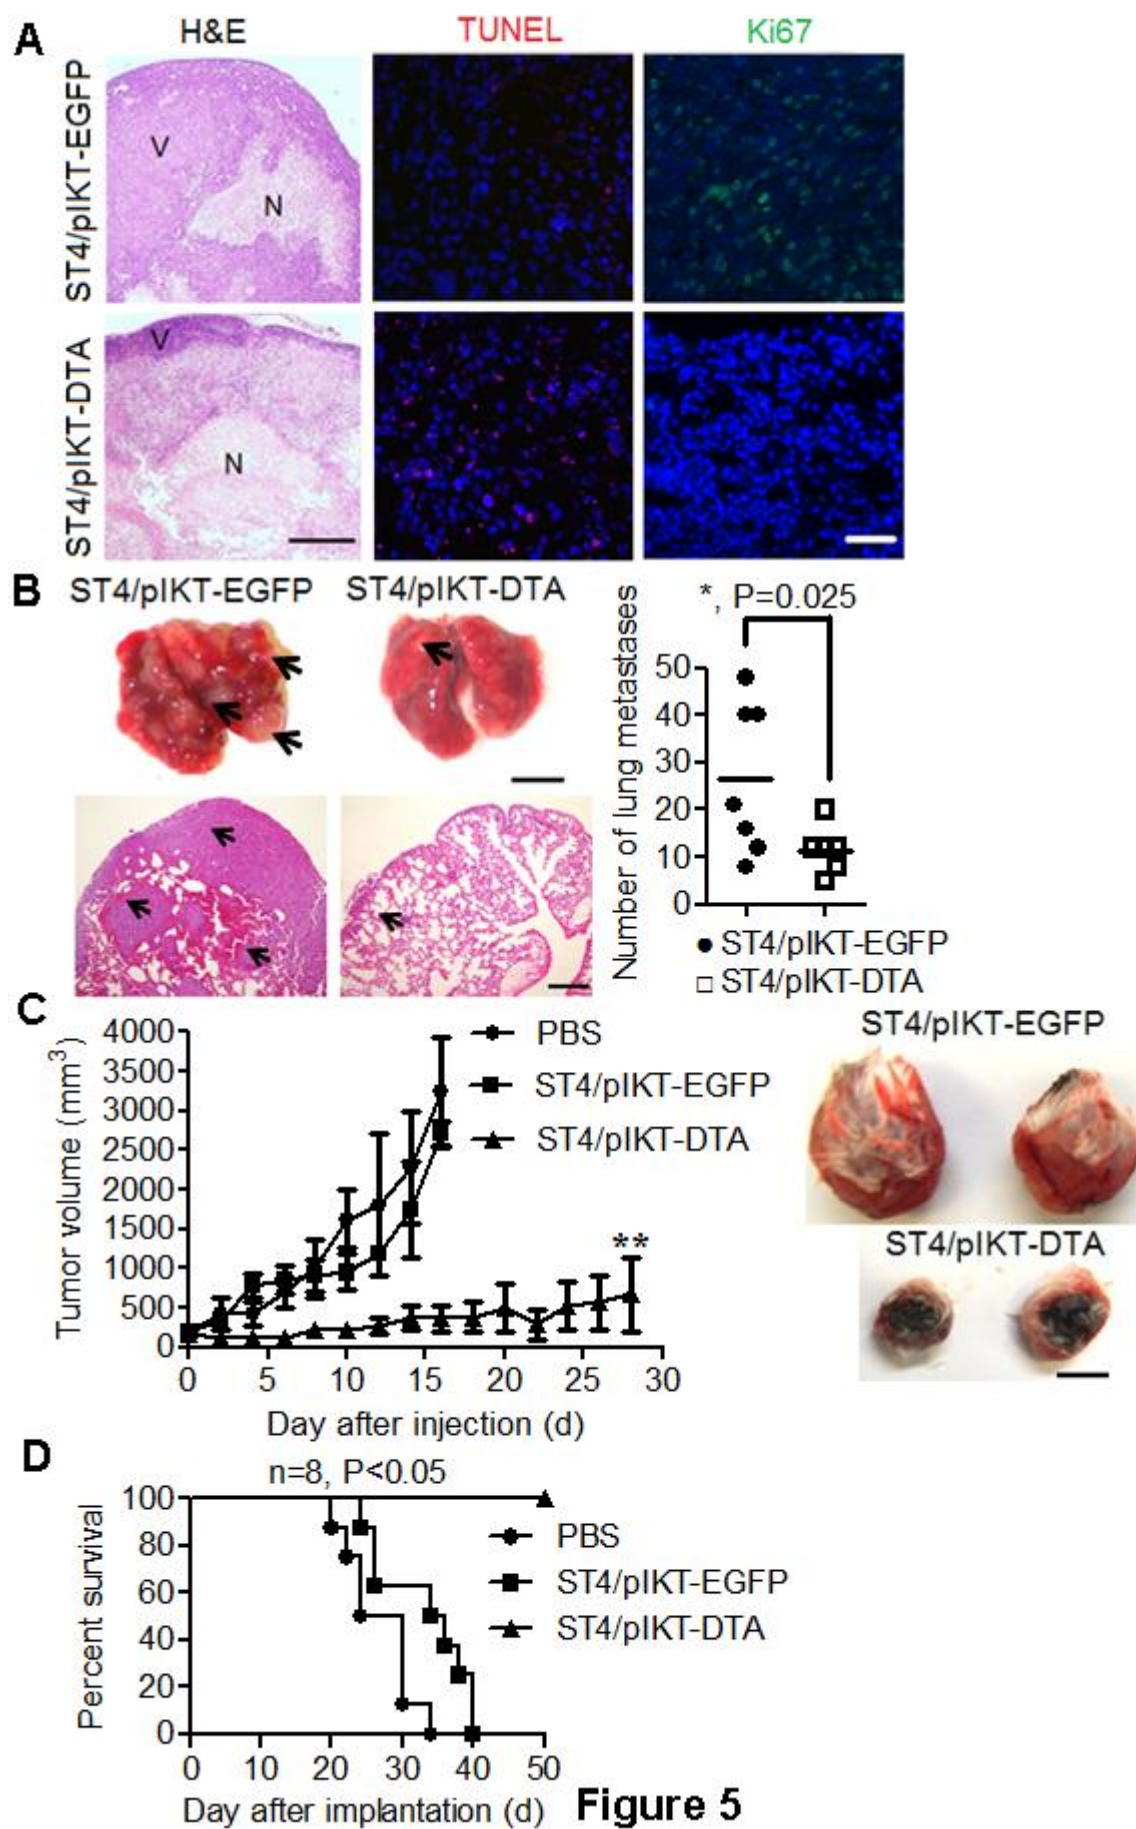 A
H&E
TUNEL
Ki67
ST4/pIKT-EGFP
V
N
ST4/pIKT-DTA
V
N
B
ST4/pIKT-EGFP
ST4/pIKT-DTA
*, P=0.025
Number of lung metastases
50
40
30
20
10
0
ST4/pIKT-EGFP
ST4/pIKT-DTA
C
Tumor volume (mm³)
4000
3500
3000
2500
2000
1500
1000
500
0
0 5 10 15 20 25 30
Day after injection (d)
PBS
ST4/pIKT-EGFP
ST4/pIKT-DTA
**
ST4/pIKT-EGFP
ST4/pIKT-DTA
D
n=8, P<0.05
Percent survival
100
80
60
40
20
0
0 10 20 30 40 50
Day after implantation (d)
PBS
ST4/pIKT-EGFP
ST4/pIKT-DTA
Figure 5